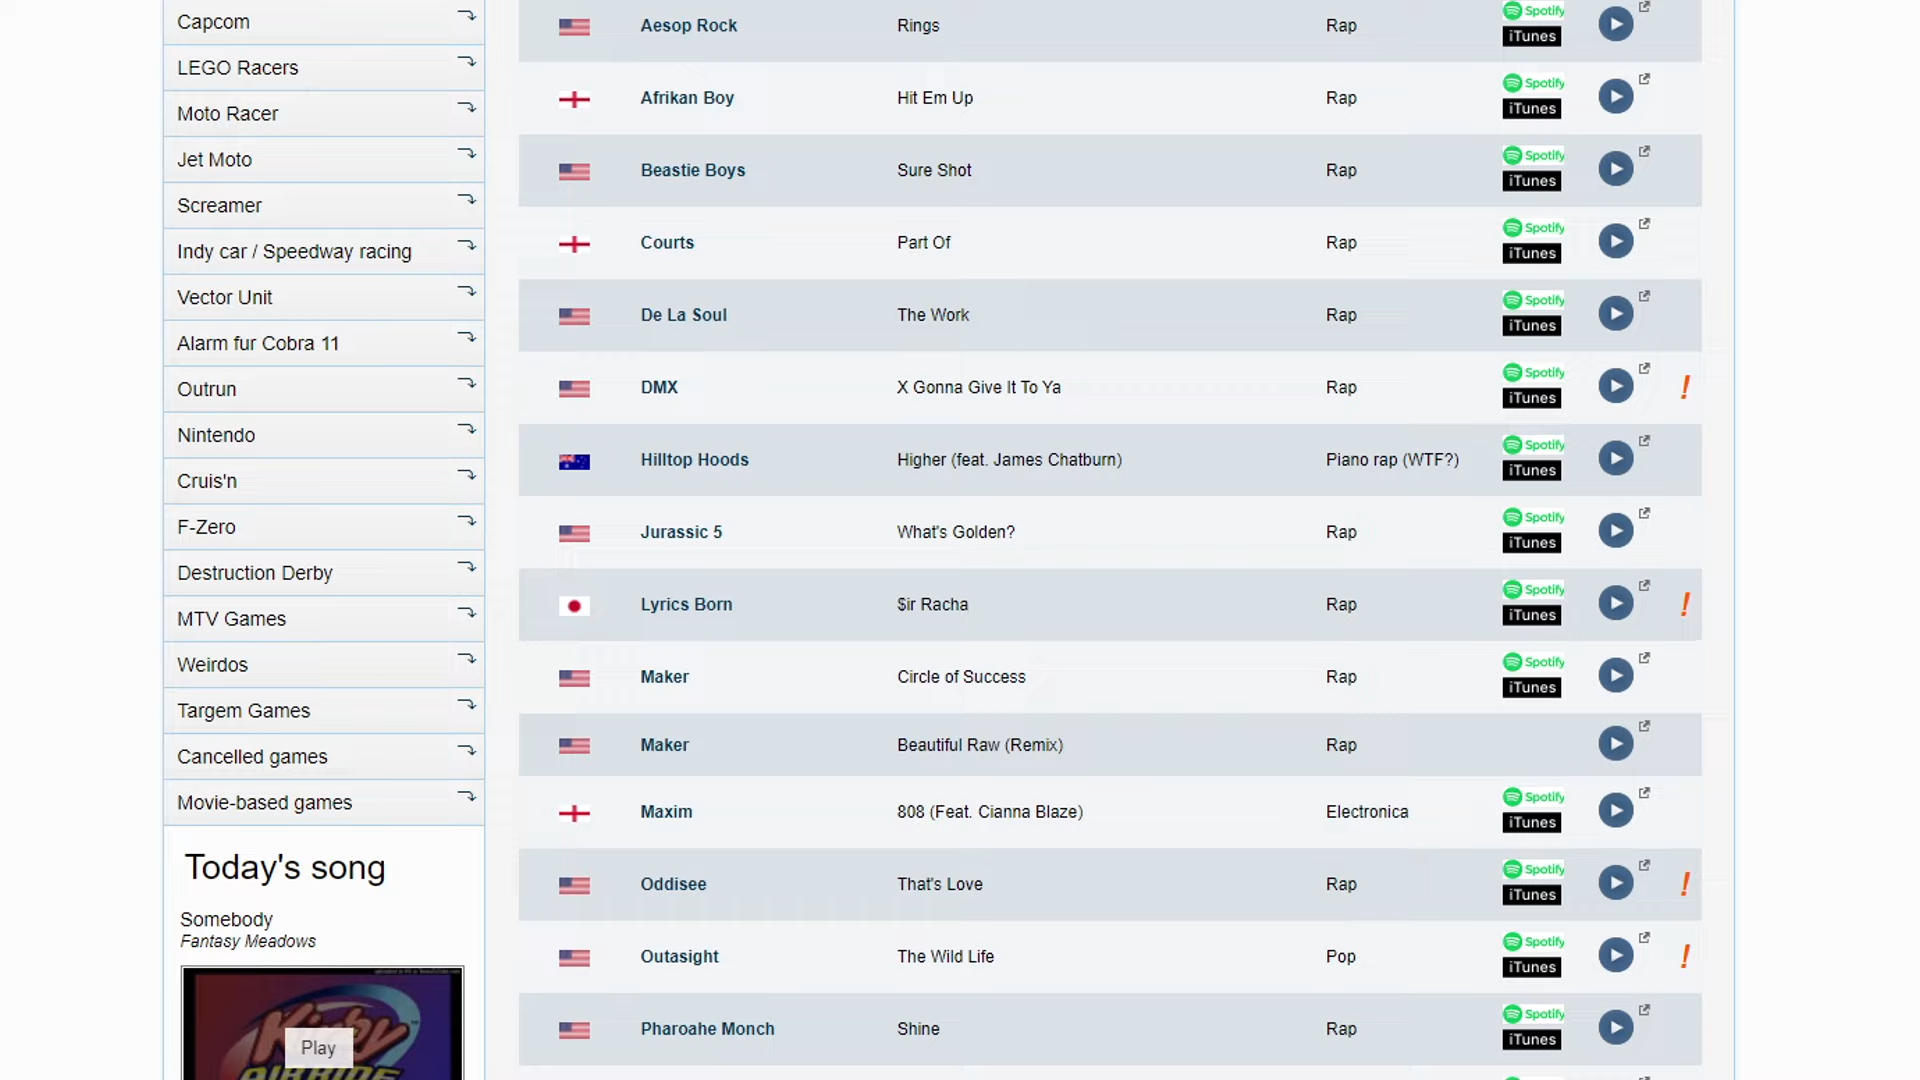 Capcom
LEGO Racers
Moto Racer
Jet Moto
Screamer
Indy car / Speedway racing
Vector Unit
Alarm fur Cobra 11
Outrun
Nintendo
Cruis'n
F-Zero
Destruction Derby
MTV Games
Weirdos
Targem Games
Cancelled games
Movie-based games
Today's song
Somebody
Fantasy Meadows
Kirby
AIR RIDE
Play
Aesop Rock Rings Rap Spotify
iTunes
Afrikan Boy Hit Em Up Rap Spotify
iTunes
Beastie Boys Sure Shot Rap Spotify
iTunes
Courts Part Of Rap Spotify
iTunes
De La Soul The Work Rap Spotify
iTunes
DMX X Gonna Give It To Ya Rap Spotify !
iTunes
Hilltop Hoods Higher (feat. James Chatburn) Piano rap (WTF?) Spotify
iTunes
Jurassic 5 What's Golden? Rap Spotify
iTunes
Lyrics Born $ir Racha Rap Spotify !
iTunes
Maker Circle of Success Rap Spotify
iTunes
Maker Beautiful Raw (Remix) Rap
Maxim 808 (Feat. Cianna Blaze) Electronica Spotify
iTunes
Oddisee That's Love Rap Spotify !
iTunes
Outasight The Wild Life Pop Spotify !
iTunes
Pharoahe Monch Shine Rap Spotify
iTunes